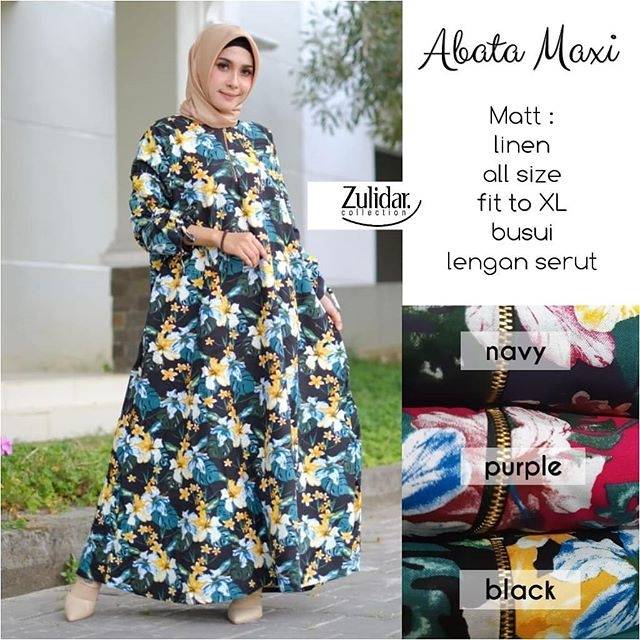 Abata Maxi
Matt :
linen
all size
fit to XL
busui
lengan serut
Zulidar.
collection
navy
purple
black